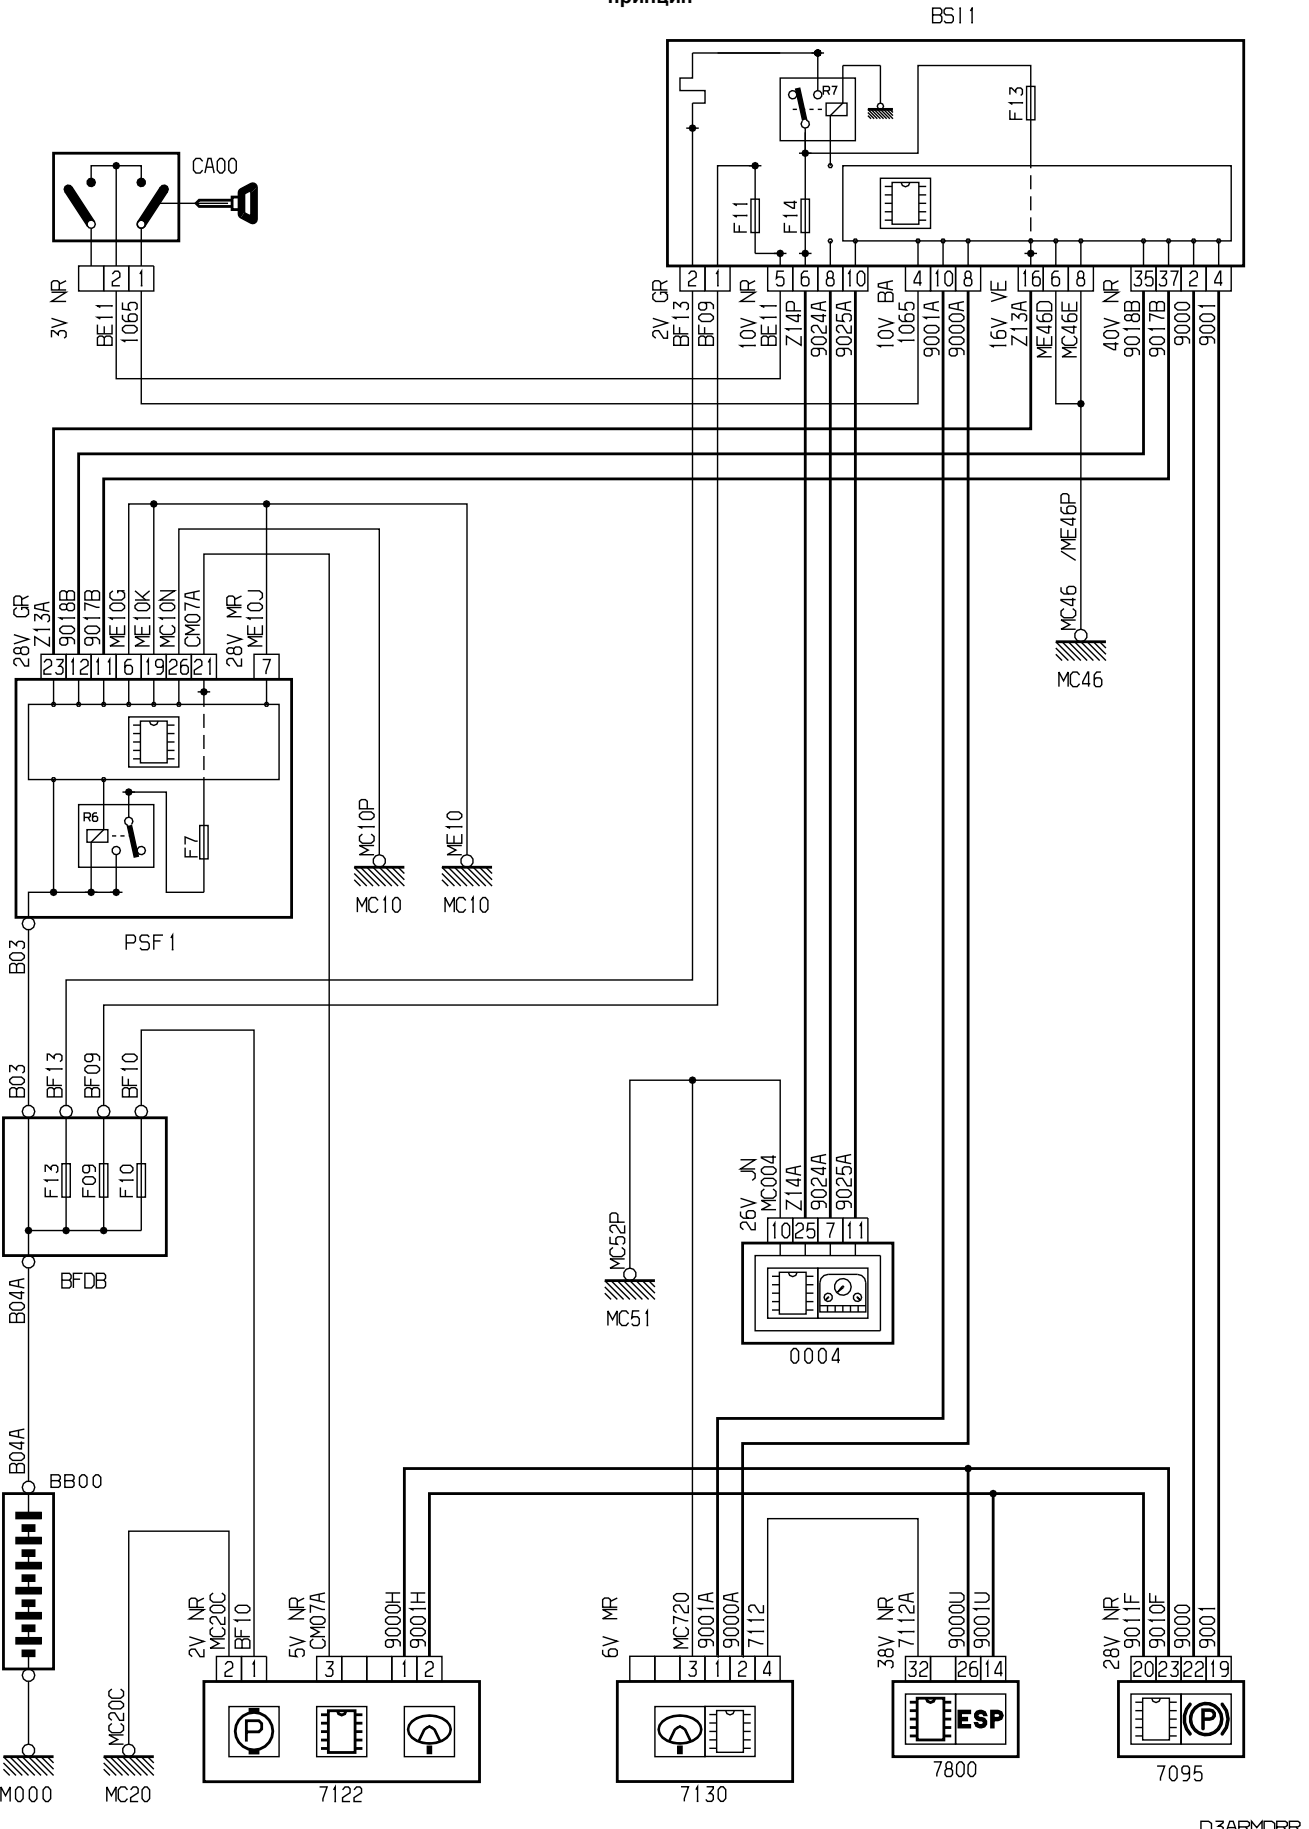 принцип
BSI1
R7
F13
CA00
F11
F14
2 1
2 1
5 6 8 10
4 10 8
16 6 8
35 37 2 4
3V NR
BE11
1065
2V GR
BF13
BF09
10V NR
BE11
Z14P
9024A
9025A
10V BA
1065
9001A
9000A
16V VE
Z13A
ME46D
MC46E
40V NR
9018B
9017B
9000
9001
MC46 /ME46P
MC46
28V GR
Z13A
9018B
9017B
ME10G
ME10K
MC10N
CM07A
28V MR
ME10J
23 12 11 6 19 26 21
7
R6
F7
MC10P
ME10
MC10
MC10
PSF1
B03
B03
BF13
BF09
BF10
F13
F09
F10
BFDB
B04A
B04A
BB00
26V JN
MC004
Z14A
9024A
9025A
10 25 7 11
MC52P
MC51
0004
2V NR
MC20C
BF10
5V NR
CM07A
9000H
9001H
6V MR
MC720
9001A
9000A
7112
38V NR
7112A
9000U
9001U
28V NR
9011F
9010F
9000
9001
2 1
3 1 2
3 1 2 4
32 26 14
20 23 22 19
MC20C
P
ESP
P
M000
MC20
7122
7130
7800
7095